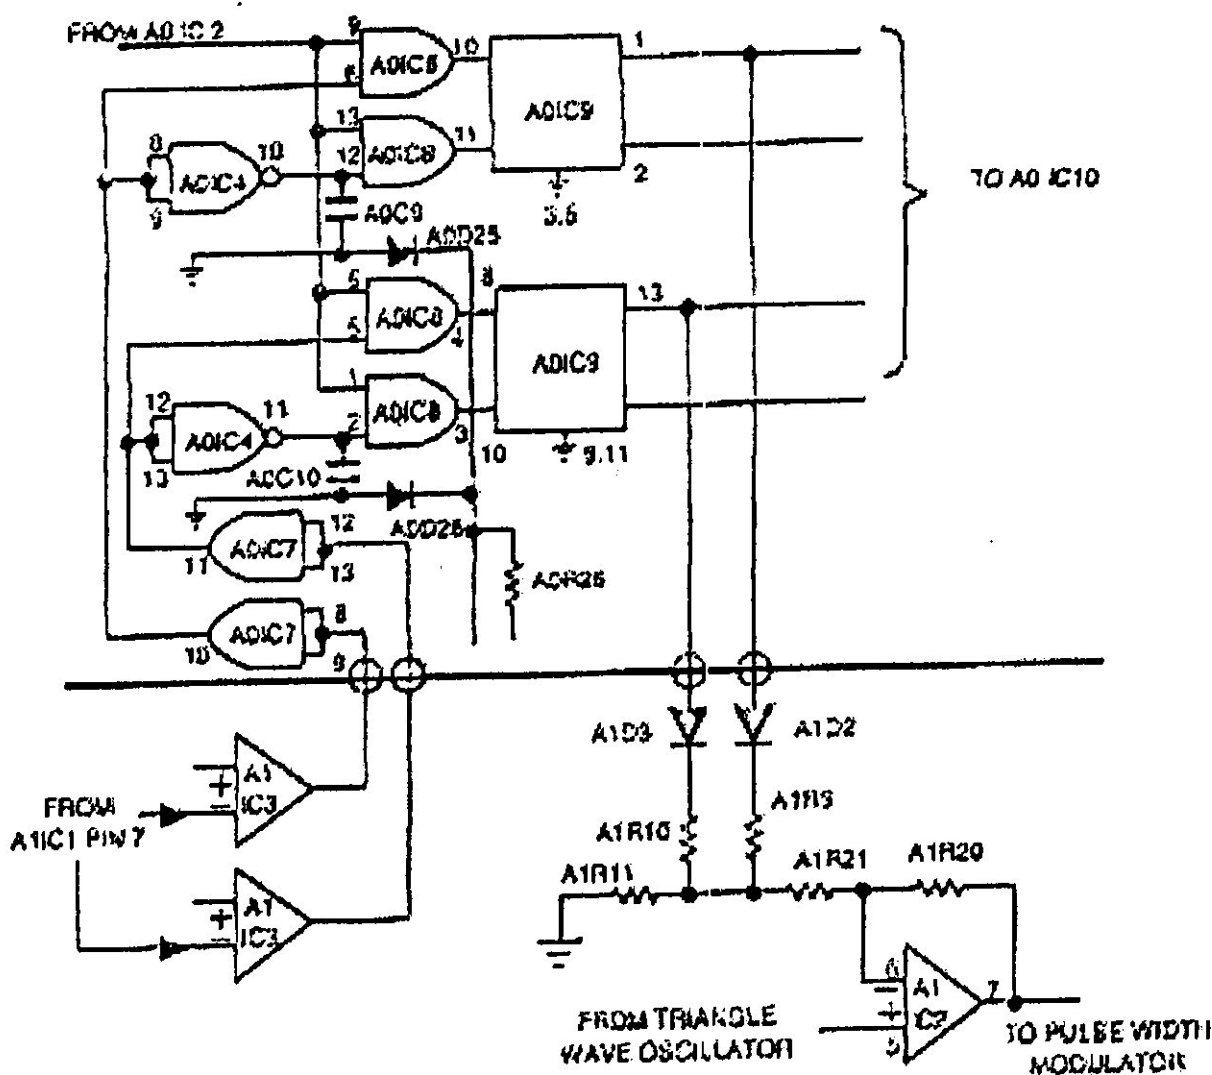 FROM A0 IC 2
9
10
1
A0IC8
8
A0IC9
13
11
8
10
12
A0IC8
2
TO A0 IC10
A0IC4
9
A0C9
3.5
A0D25
5
8
13
A0IC8
4
A0IC9
1
12
11
A0IC8
2
3
A0IC4
10
9.11
13
A0C10
12
A0D26
A0IC7
11
13
A0R26
8
A0IC7
10
9
A1D3
A1D2
A1
+
−
IC3
FROM
A1IC1 PIN 7
A1R9
A1R10
A1R21
A1R20
A1R11
A1
+
−
IC3
6
−
A1
7
+
IC2
5
FROM TRIANGLE
WAVE OSCILLATOR
TO PULSE WIDTH
MODULATOR